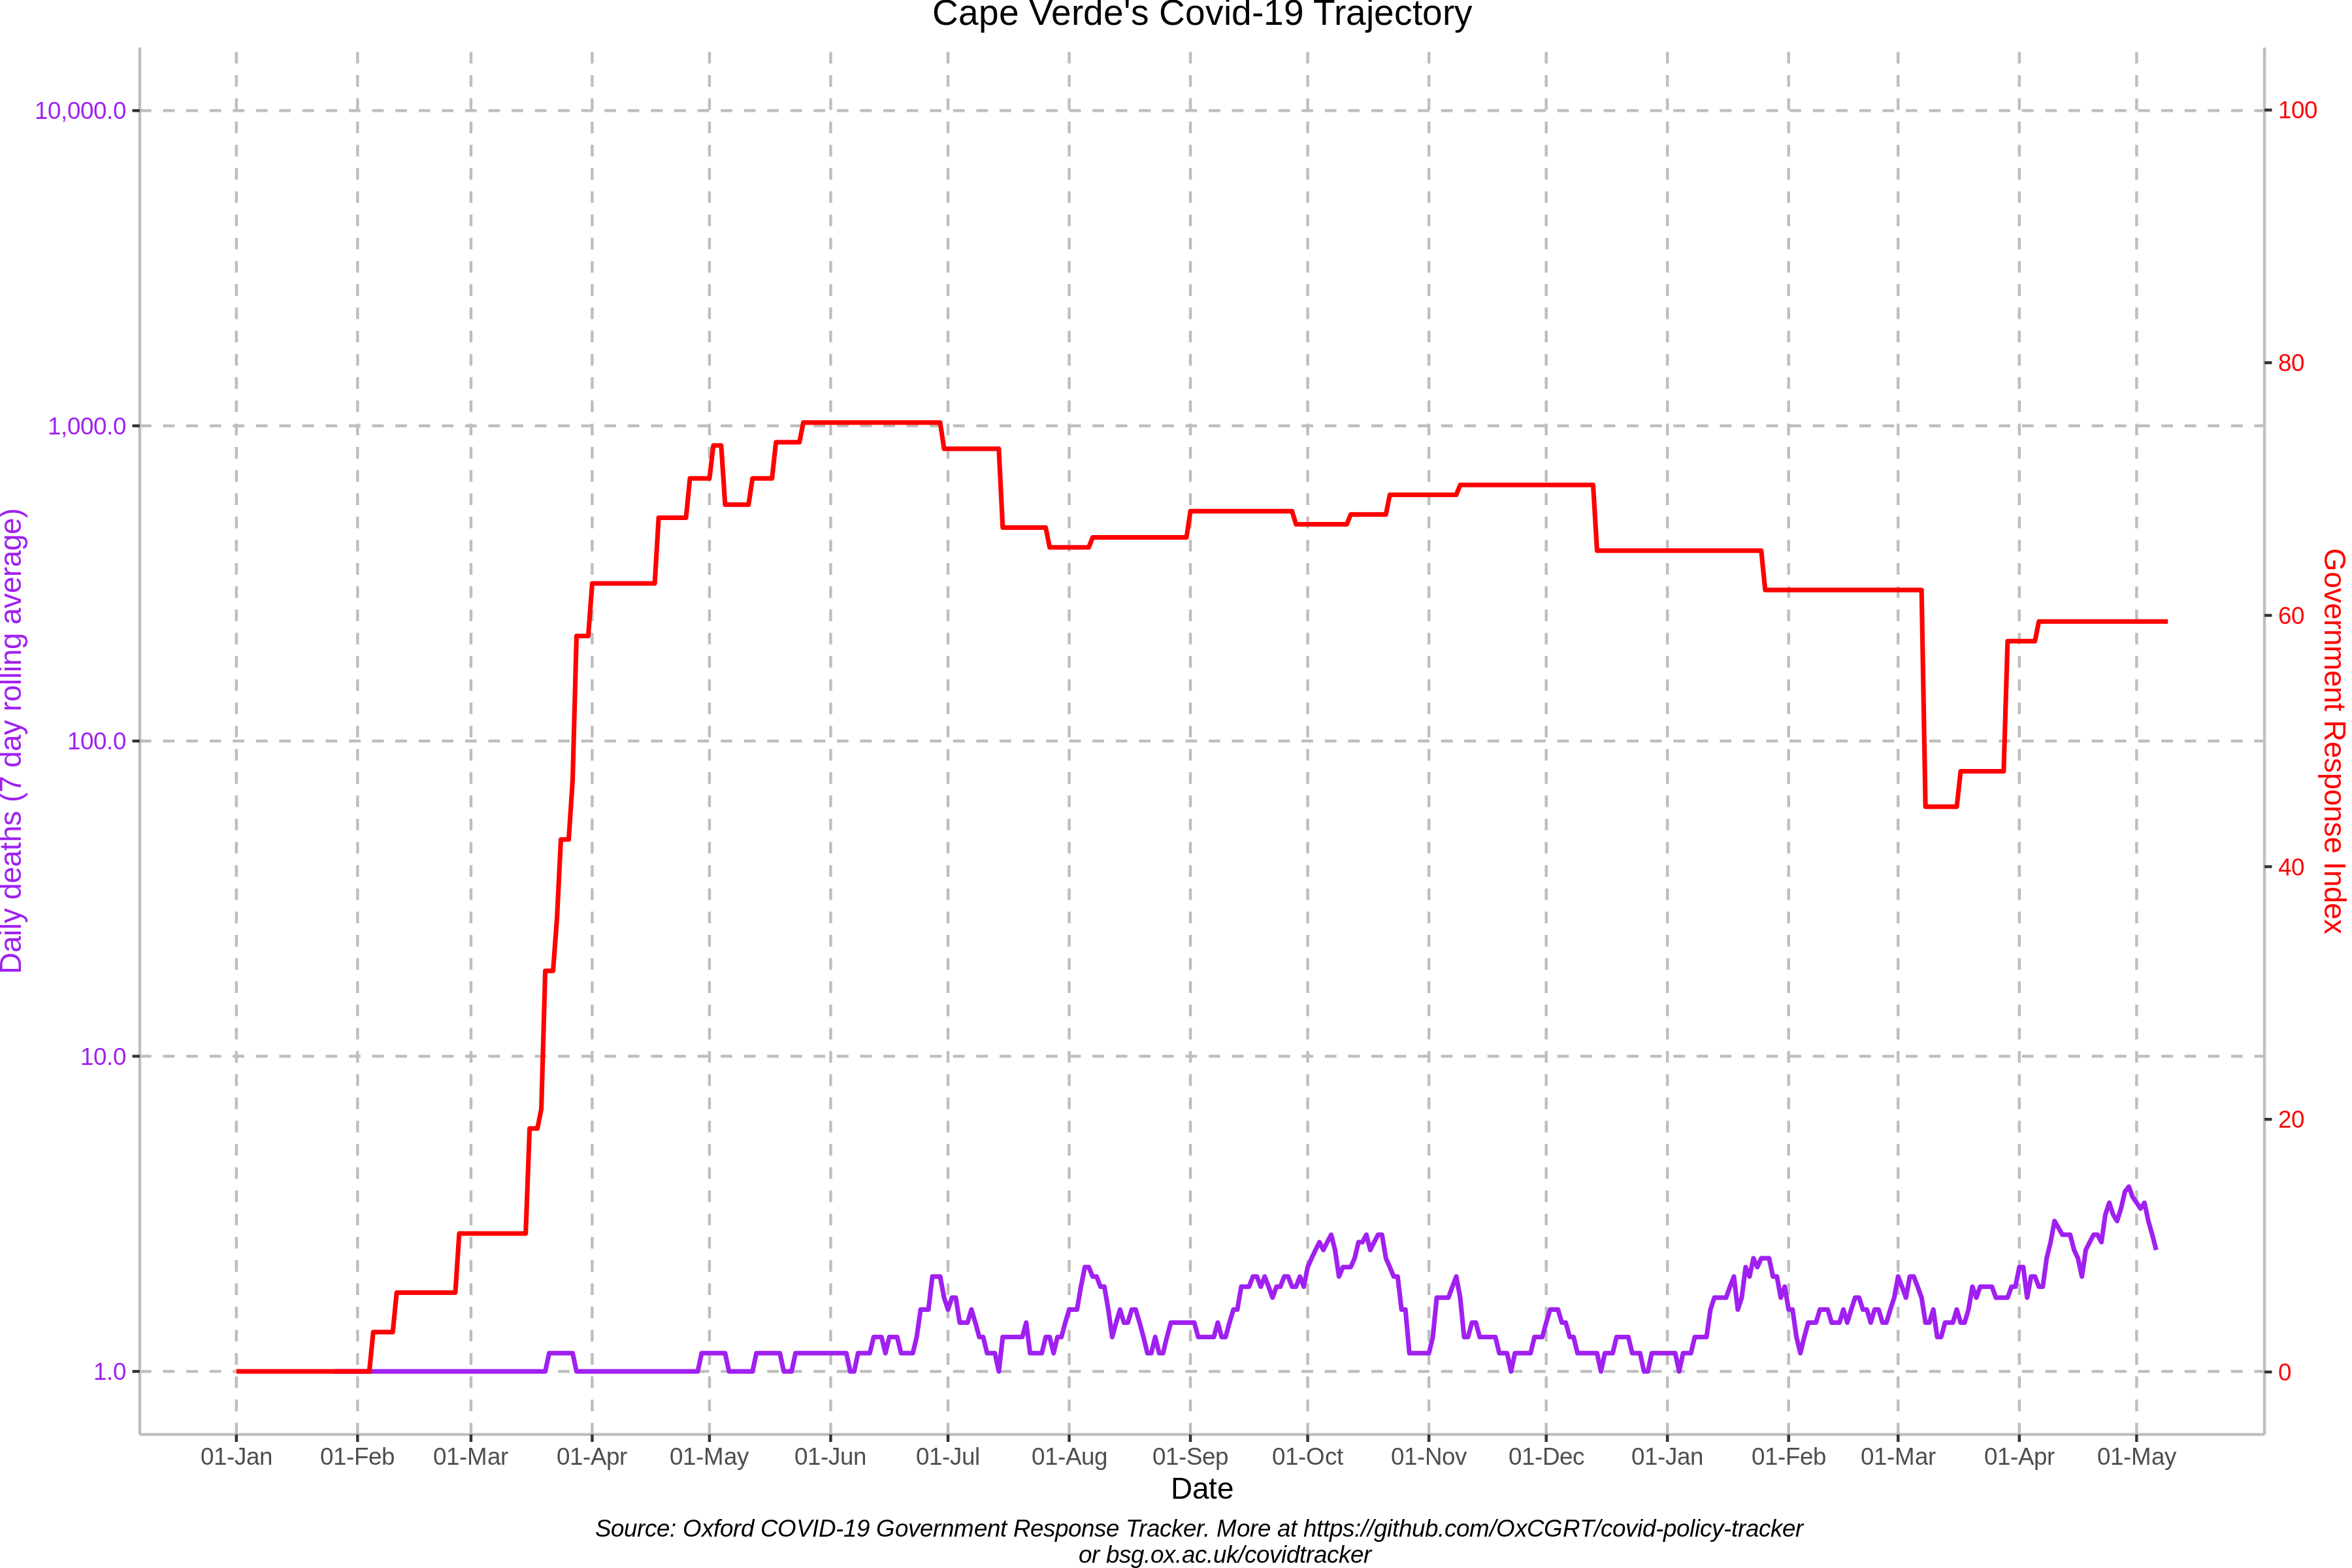 Cape Verde's Covid-19 Trajectory
10,000.0
1,000.0
100.0
10.0
1.0
Daily deaths (7 day rolling average)
100
80
60
40
20
0
Government Response Index
01-Jan 01-Feb 01-Mar 01-Apr 01-May 01-Jun 01-Jul 01-Aug 01-Sep 01-Oct 01-Nov 01-Dec 01-Jan 01-Feb 01-Mar 01-Apr 01-May
Date
Source: Oxford COVID-19 Government Response Tracker. More at https://github.com/OxCGRT/covid-policy-tracker
or bsg.ox.ac.uk/covidtracker